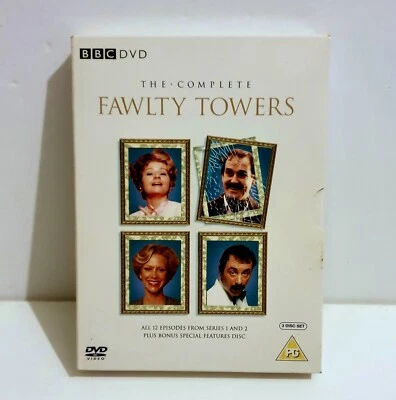 BBC DVD
THE · COMPLETE
FAWLTY TOWERS
ALL 12 EPISODES FROM SERIES 1 AND 2
PLUS BONUS SPECIAL FEATURES DISC
3 DISC SET
DVD
VIDEO
PG